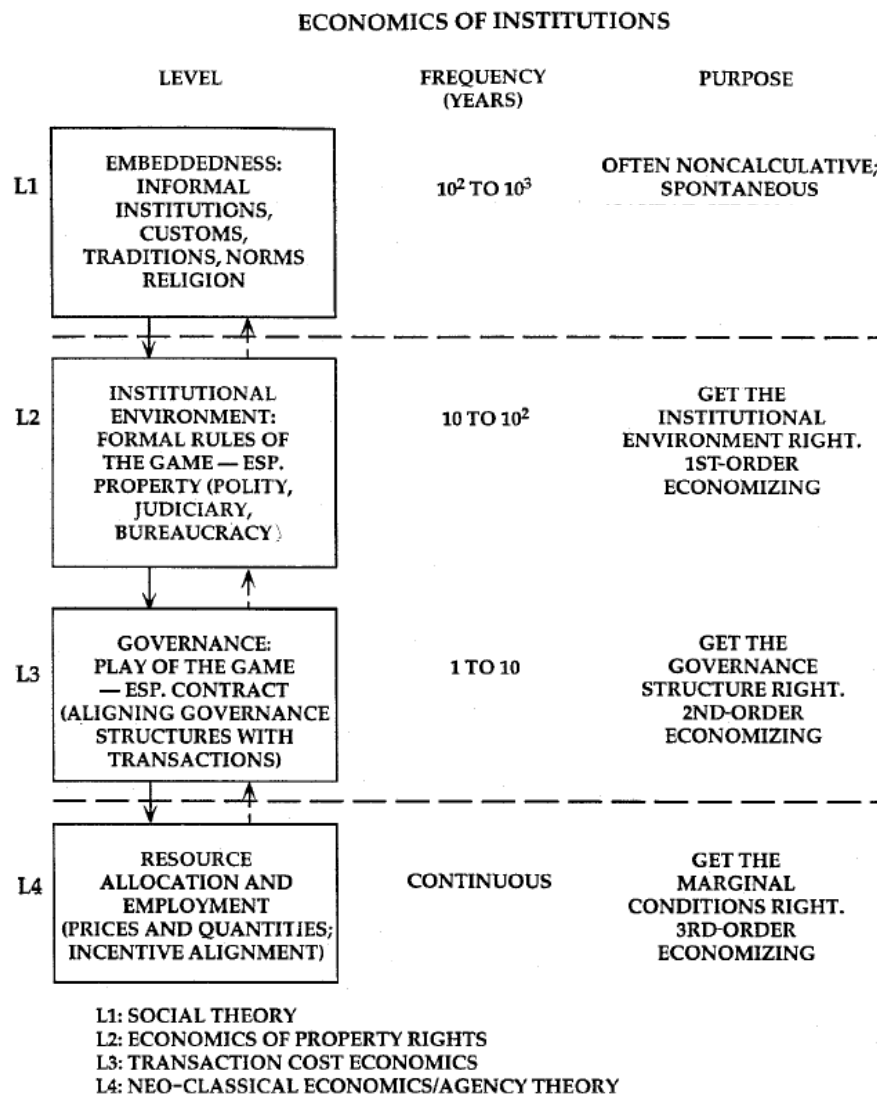 ECONOMICS OF INSTITUTIONS
LEVEL
FREQUENCY
(YEARS)
PURPOSE
L1
EMBEDDEDNESS:
INFORMAL
INSTITUTIONS,
CUSTOMS,
TRADITIONS, NORMS
RELIGION
10² TO 10³
OFTEN NONCALCULATIVE;
SPONTANEOUS
L2
INSTITUTIONAL
ENVIRONMENT:
FORMAL RULES OF
THE GAME — ESP.
PROPERTY (POLITY,
JUDICIARY,
BUREAUCRACY)
10 TO 10²
GET THE
INSTITUTIONAL
ENVIRONMENT RIGHT.
1ST-ORDER
ECONOMIZING
L3
GOVERNANCE:
PLAY OF THE GAME
— ESP. CONTRACT
(ALIGNING GOVERNANCE
STRUCTURES WITH
TRANSACTIONS)
1 TO 10
GET THE
GOVERNANCE
STRUCTURE RIGHT.
2ND-ORDER
ECONOMIZING
L4
RESOURCE
ALLOCATION AND
EMPLOYMENT
(PRICES AND QUANTITIES;
INCENTIVE ALIGNMENT)
CONTINUOUS
GET THE
MARGINAL
CONDITIONS RIGHT.
3RD-ORDER
ECONOMIZING
L1: SOCIAL THEORY
L2: ECONOMICS OF PROPERTY RIGHTS
L3: TRANSACTION COST ECONOMICS
L4: NEO-CLASSICAL ECONOMICS/AGENCY THEORY